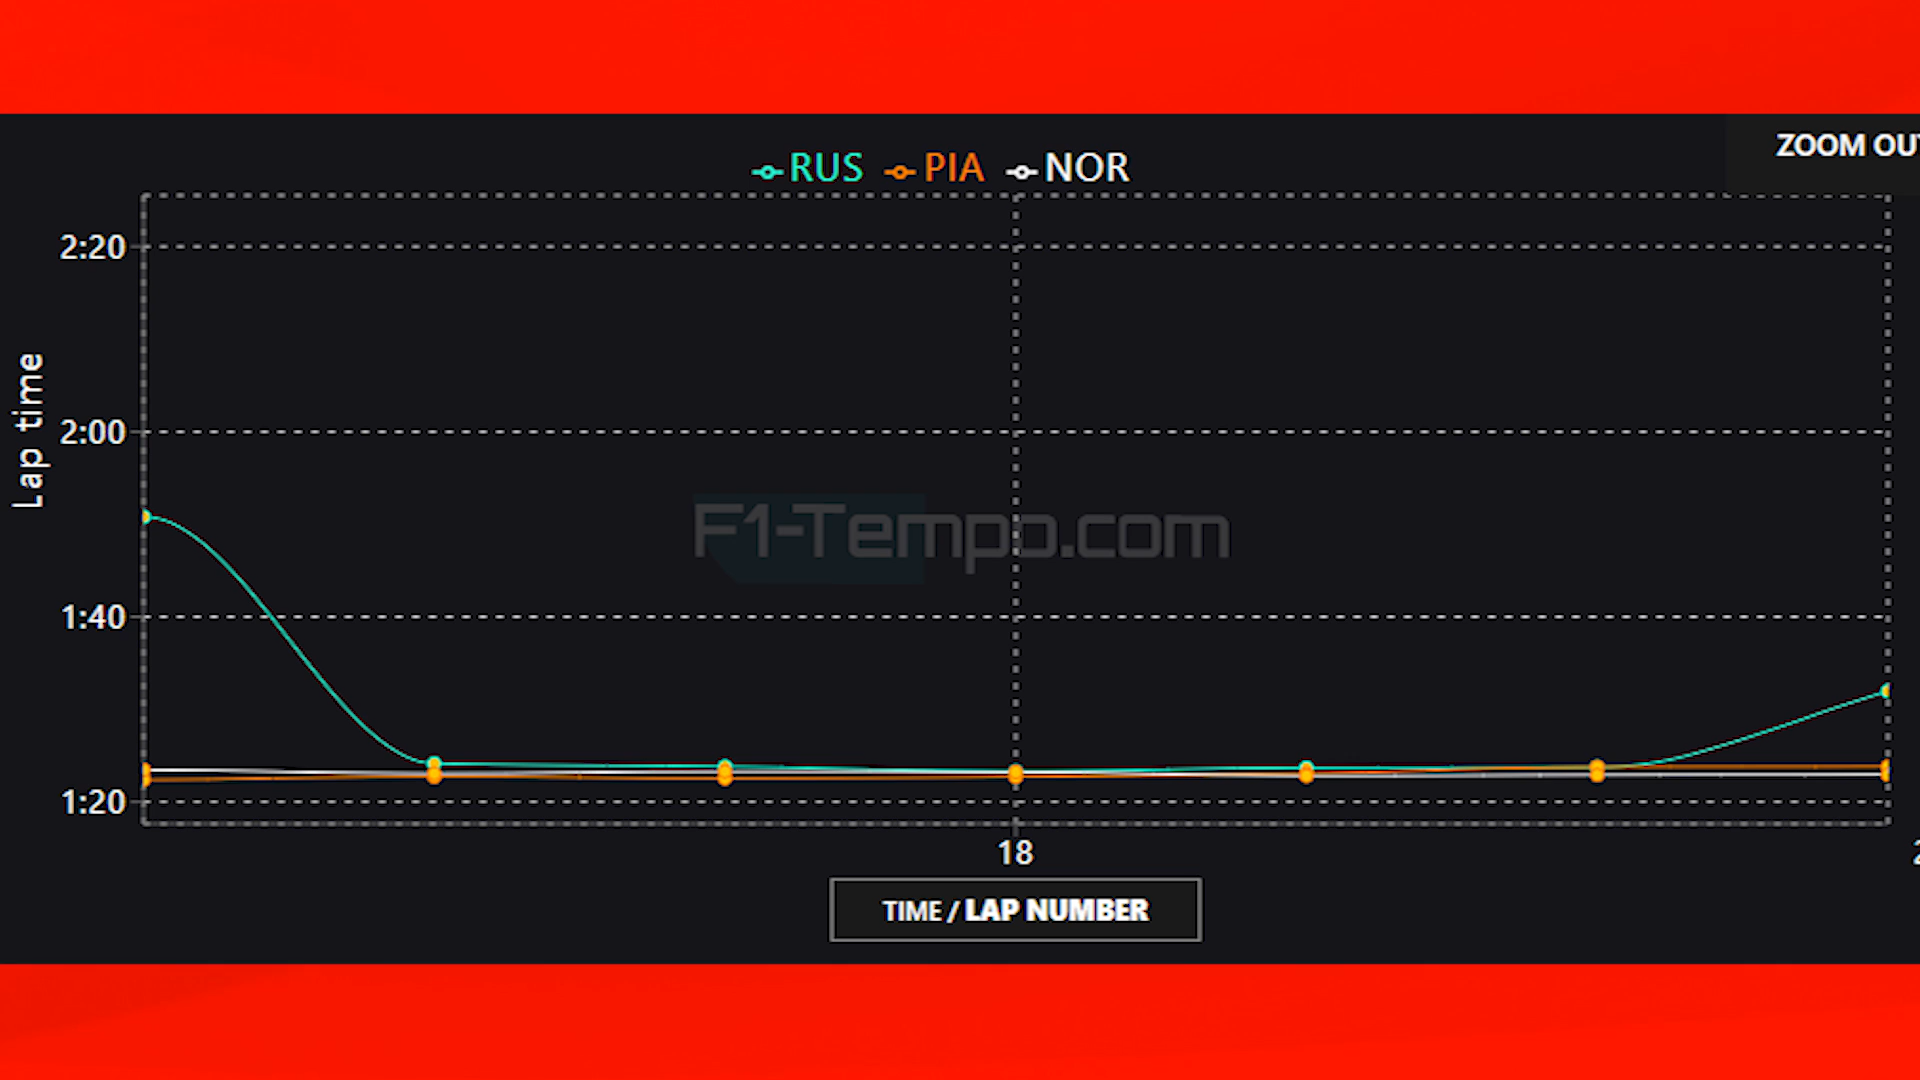 ZOOM OU
RUS PIA NOR
2:20
2:00
1:40
1:20
Lap time
F1-Tempo.com
18
2
TIME / LAP NUMBER